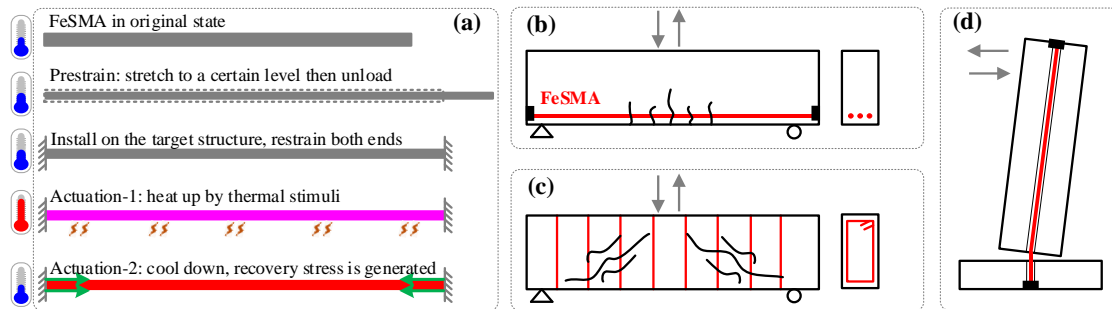 (a)
FeSMA in original state
Prestrain: stretch to a certain level then unload
Install on the target structure, restrain both ends
Actuation-1: heat up by thermal stimuli
Actuation-2: cool down, recovery stress is generated
(b)
FeSMA
(c)
(d)